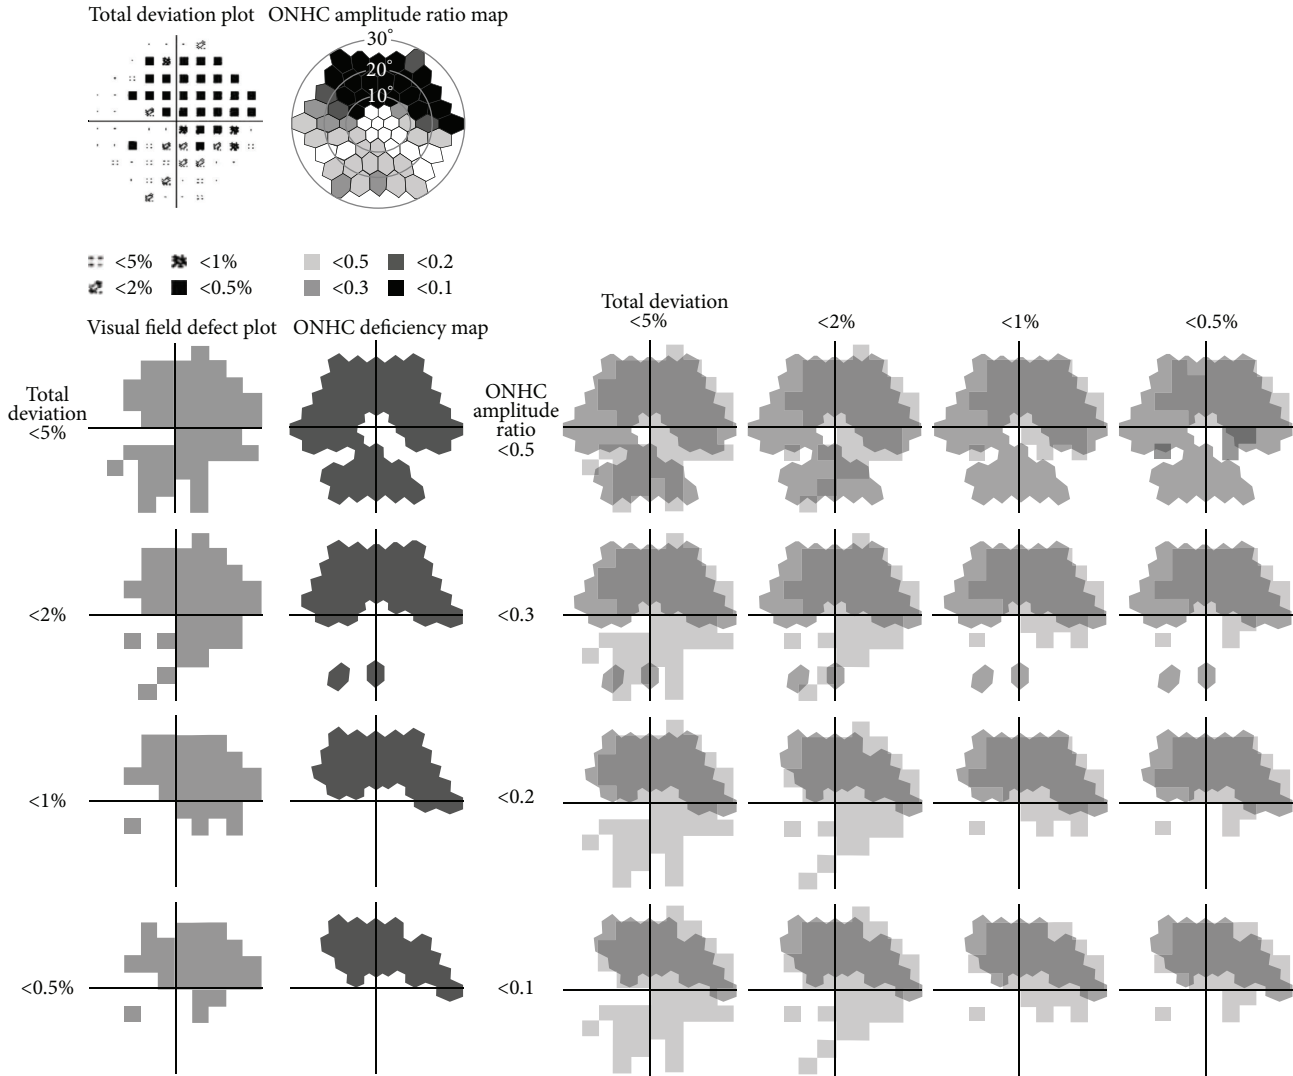 Total deviation plot
ONHC amplitude ratio map
30°
20°
10°
<5%
<1%
<2%
<0.5%
<0.5
<0.2
<0.3
<0.1
Visual field defect plot
ONHC deficiency map
Total deviation
<5%
<2%
<1%
<0.5%
Total
deviation
<5%
ONHC
amplitude
ratio
<0.5
<2%
<0.3
<1%
<0.2
<0.5%
<0.1